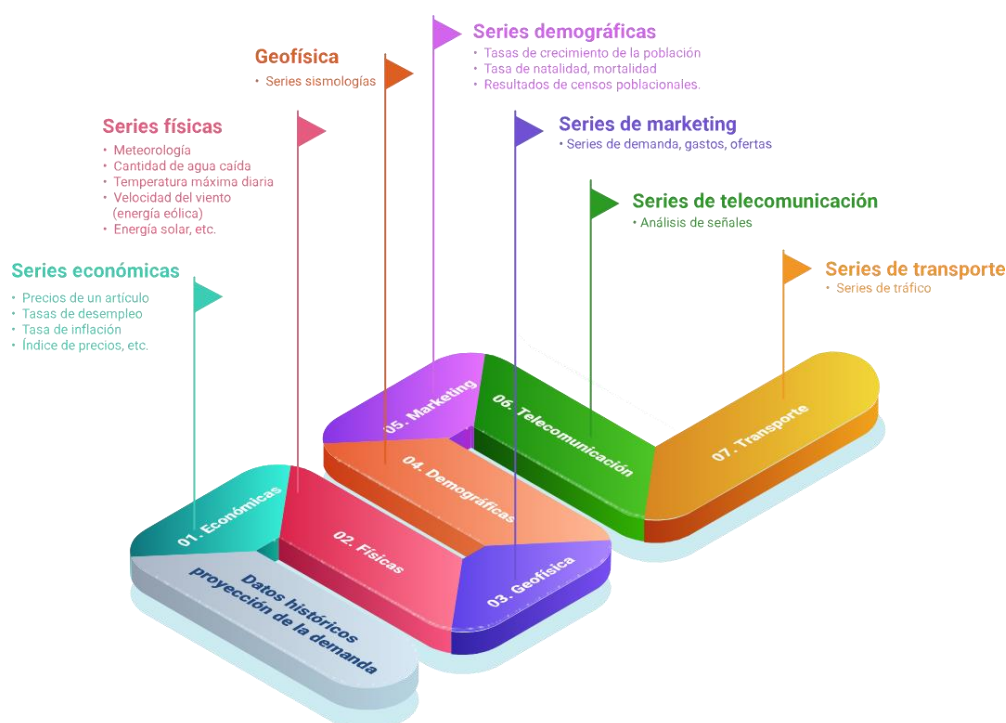 Series demográficas
• Tasas de crecimiento de la población
• Tasa de natalidad, mortalidad
• Resultados de censos poblacionales.
Geofísica
• Series sismologías
Series físicas
• Meteorología
• Cantidad de agua caída
• Temperatura máxima diaria
• Velocidad del viento
(energía eólica)
• Energía solar, etc.
Series de marketing
• Series de demanda, gastos, ofertas
Series de telecomunicación
• Análisis de señales
Series económicas
• Precios de un artículo
• Tasas de desempleo
• Tasa de inflación
• Índice de precios, etc.
Series de transporte
• Series de tráfico
Datos históricos
proyección de la demanda
01. Económicas
02. Físicas
03. Geofísica
04. Demográficas
05. Marketing
06. Telecomunicación
07. Transporte